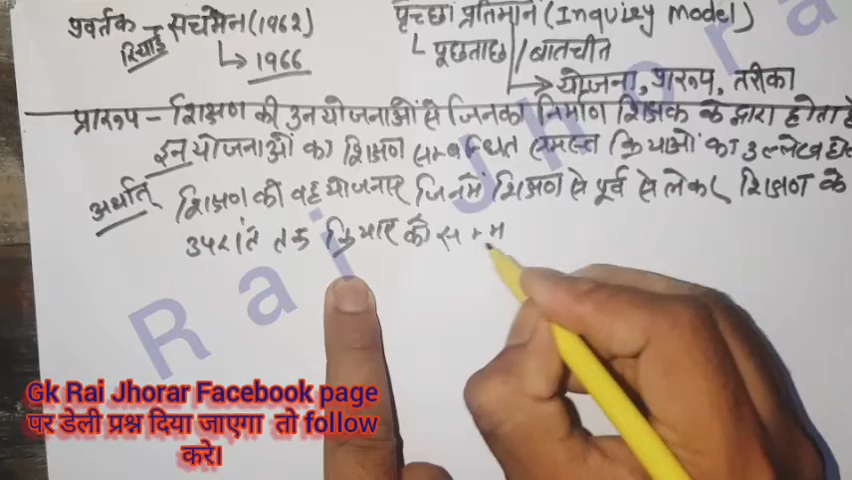 प्रवर्तक - सचमेन (1962)
रिचार्ड
1966
पृच्छा प्रतिमान (Inquiry Model)
पूछताछ / बातचीत
योजना, प्रारूप, तरीका
प्रारूप - शिक्षण की उन योजनाओं से जिनका निर्माण शिक्षक के द्वारा होता है
इन योजनाओं का शिक्षण सम्बन्धित समस्त क्रियाओं का उल्लेख
अर्थात् शिक्षण की वह योजनाए जिनमें शिक्षण से पूर्व से लेकर शिक्षण के
उपरांत तक क्रियाए को सम्म
Rai Jhora
Gk Rai Jhorar Facebook page
पर डेली प्रश्न दिया जाएगा तो follow
करे।